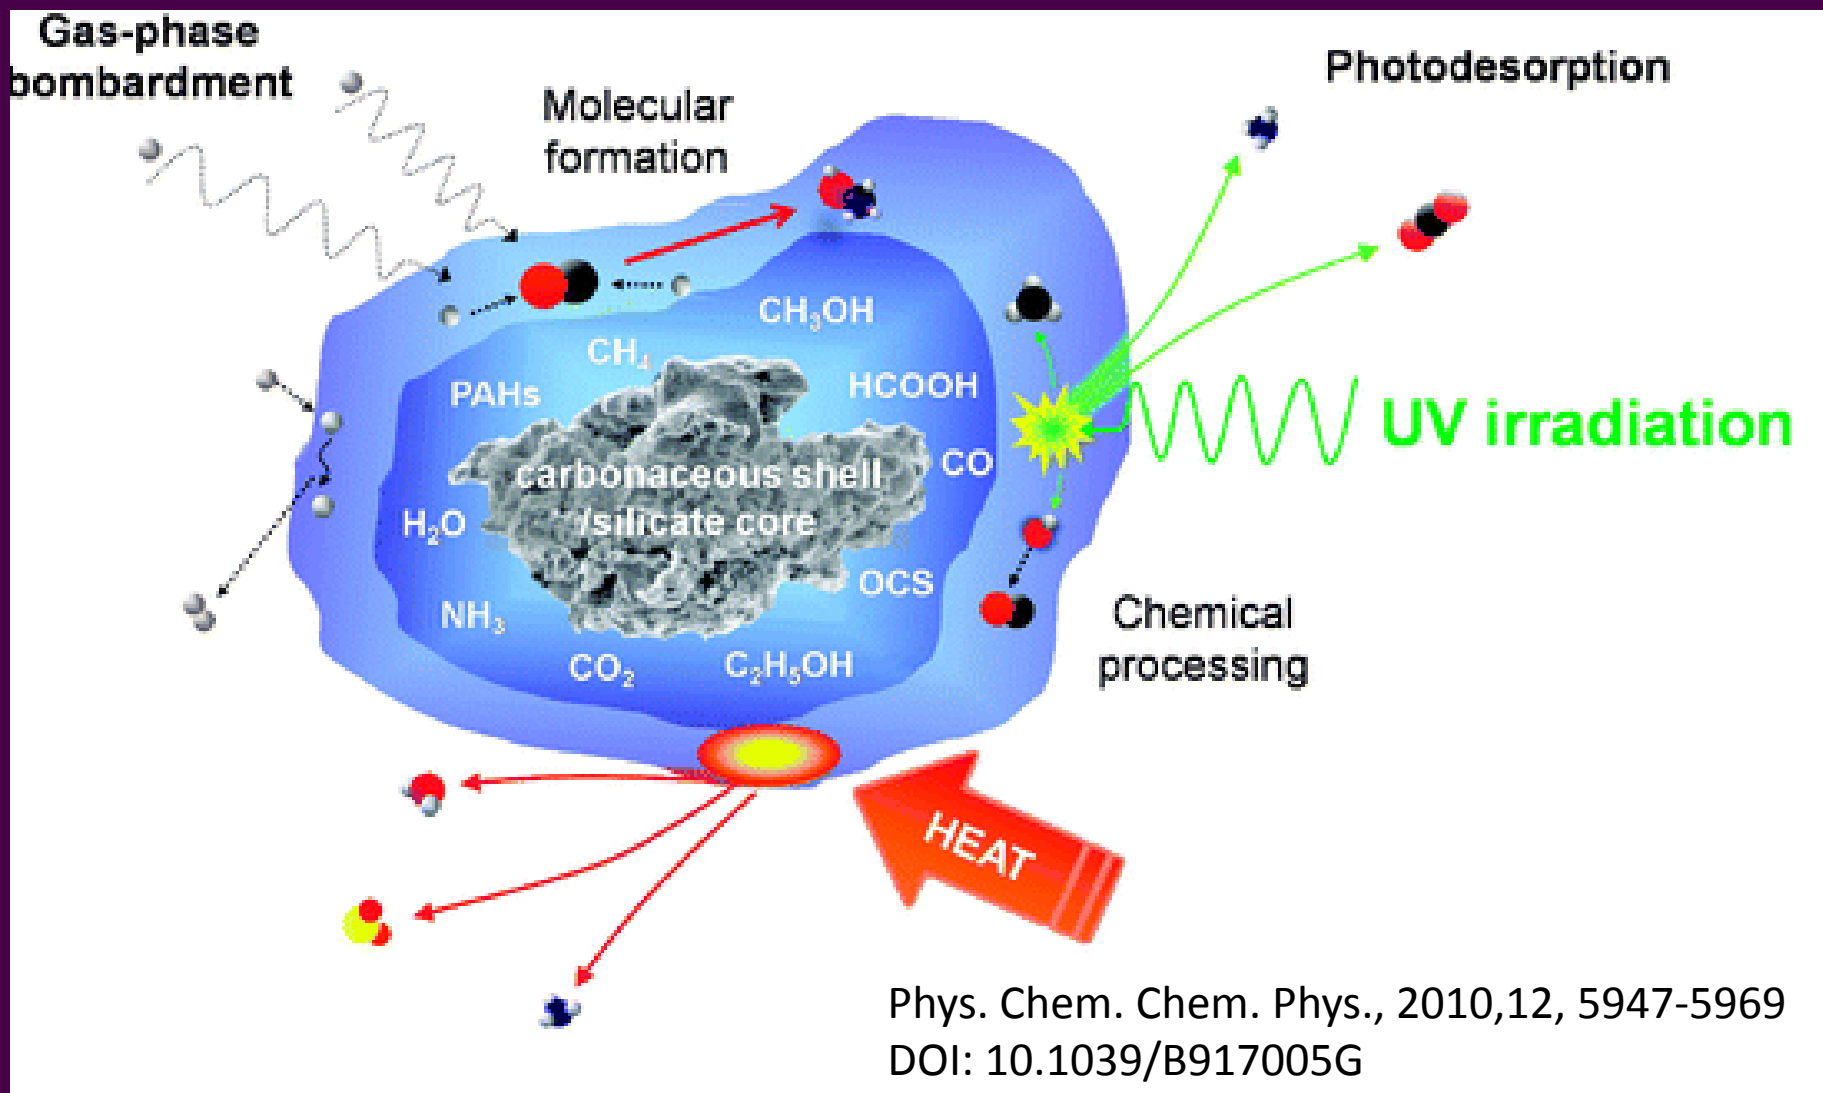 Gas-phase
bombardment
Molecular
formation
Photodesorption
CH₃OH
CH₄
PAHs
HCOOH
UV irradiation
carbonaceous shell
CO
/silicate core
H₂O
OCS
NH₃
Chemical
processing
CO₂
C₂H₅OH
HEAT
Phys. Chem. Chem. Phys., 2010,12, 5947-5969
DOI: 10.1039/B917005G